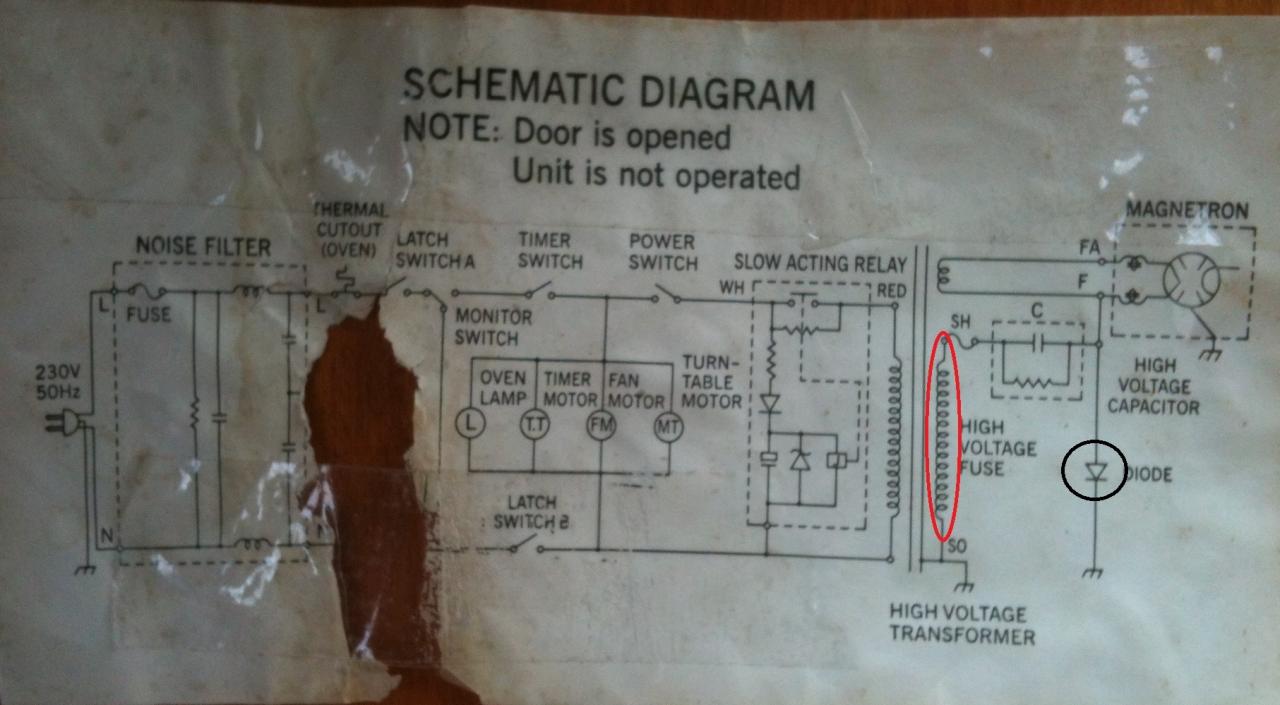 SCHEMATIC DIAGRAM
NOTE: Door is opened
Unit is not operated
THERMAL
CUTOUT
(OVEN)
NOISE FILTER
LATCH
SWITCH A
TIMER
SWITCH
POWER
SWITCH
SLOW ACTING RELAY
MAGNETRON
WH
RED
FA
F
L
FUSE
L
MONITOR
SWITCH
SH
C
230V
50Hz
OVEN
LAMP
TIMER
MOTOR
FAN
MOTOR
TURN-
TABLE
MOTOR
HIGH
VOLTAGE
CAPACITOR
L
T.T
FM
MT
HIGH
VOLTAGE
FUSE
DIODE
LATCH
SWITCH B
N
N
SO
HIGH VOLTAGE
TRANSFORMER